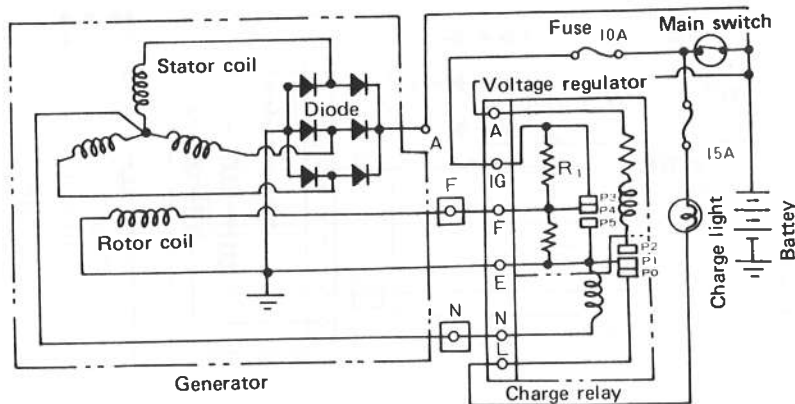 Fuse 10A
Main switch
Stator coil
Diode
Voltage regulator
A
A
15A
IG
R1
F
F
P3
P4
P5
Rotor coil
P2
P1
P0
E
N
N
L
Charge light
Battey
Generator
Charge relay